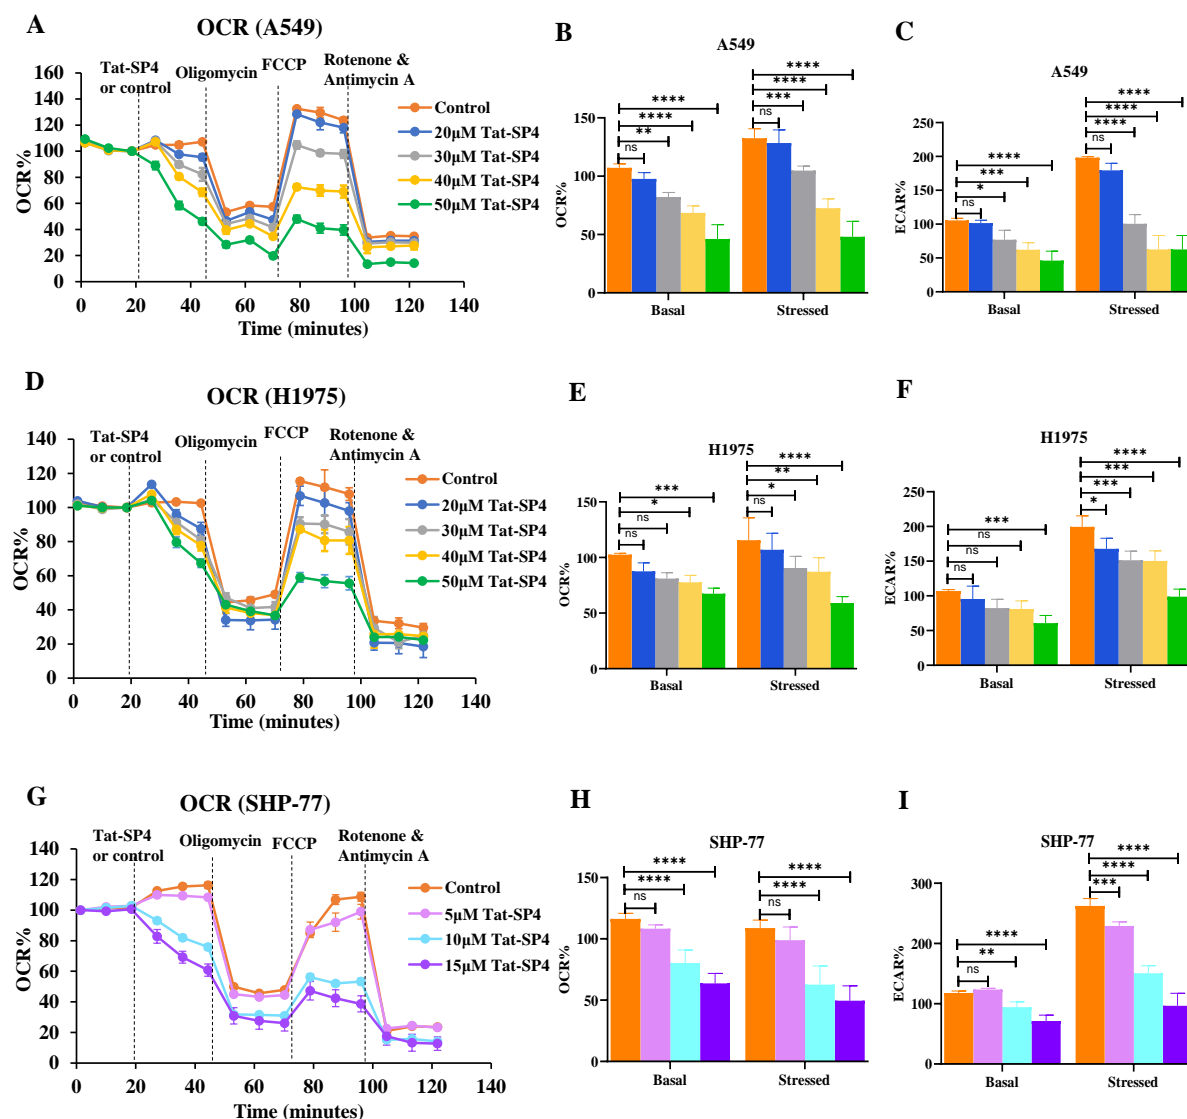 A
OCR (A549)
Tat-SP4
or control
Oligomycin
FCCP
Rotenone &
Antimycin A
160
140
120
100
80
60
40
20
0
OCR%
0 20 40 60 80 100 120 140
Time (minutes)
Control
20μM Tat-SP4
30μM Tat-SP4
40μM Tat-SP4
50μM Tat-SP4
B
A549
150
100
50
0
OCR%
****
****
**
ns
****
****
***
ns
Basal Stressed
C
A549
250
200
150
100
50
0
ECAR%
****
***
*
ns
****
****
****
ns
Basal Stressed
D
OCR (H1975)
Tat-SP4
or control
Oligomycin
FCCP
Rotenone &
Antimycin A
140
120
100
80
60
40
20
0
OCR%
0 20 40 60 80 100 120 140
Time (minutes)
Control
20μM Tat-SP4
30μM Tat-SP4
40μM Tat-SP4
50μM Tat-SP4
E
H1975
150
100
50
0
OCR%
***
*
ns
ns
****
**
*
ns
Basal Stressed
F
H1975
250
200
150
100
50
0
ECAR%
***
ns
ns
ns
****
***
***
*
Basal Stressed
G
OCR (SHP-77)
Tat-SP4
or control
Oligomycin
FCCP
Rotenone &
Antimycin A
140
120
100
80
60
40
20
0
OCR%
0 20 40 60 80 100 120 140
Time (minutes)
Control
5μM Tat-SP4
10μM Tat-SP4
15μM Tat-SP4
H
SHP-77
150
100
50
0
OCR%
****
****
ns
****
****
ns
Basal Stressed
I
SHP-77
300
200
100
0
ECAR%
****
**
ns
****
****
***
Basal Stressed